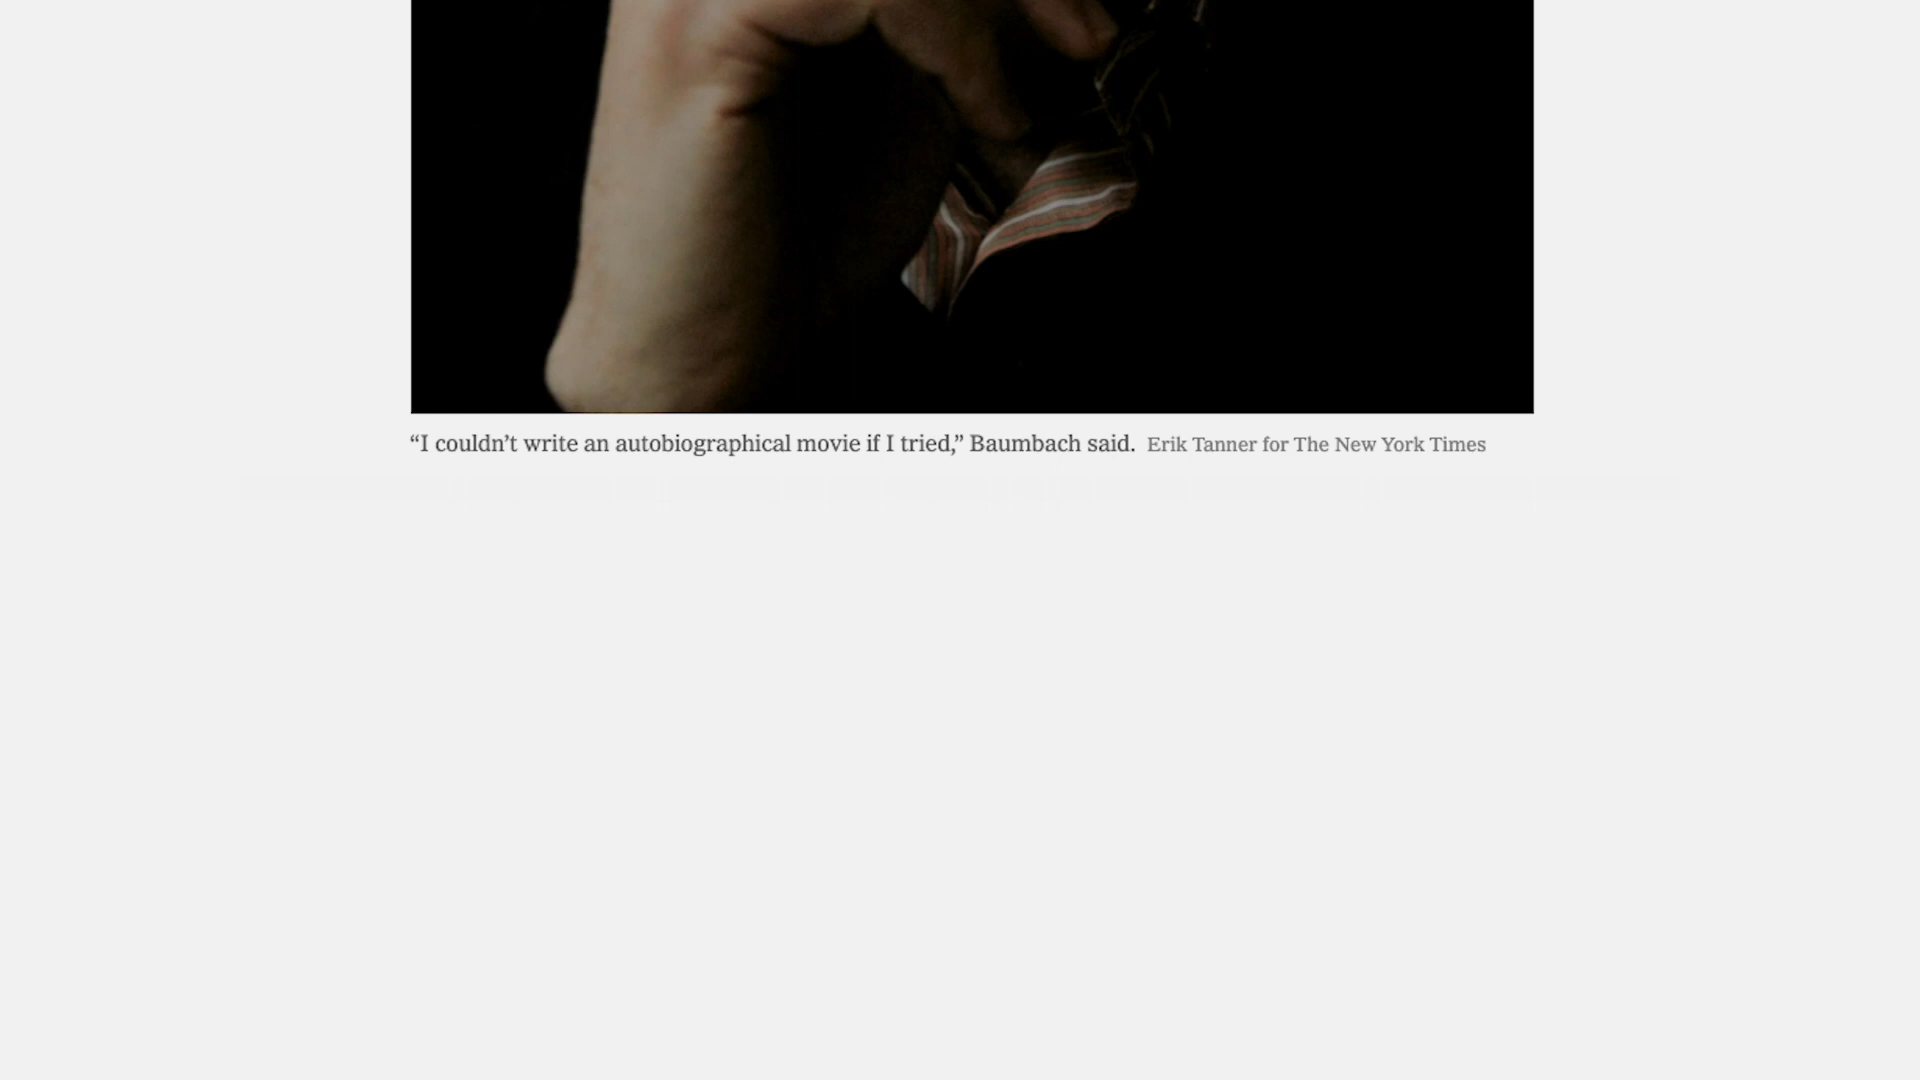 “I couldn’t write an autobiographical movie if I tried,” Baumbach said. Erik Tanner for The New York Times